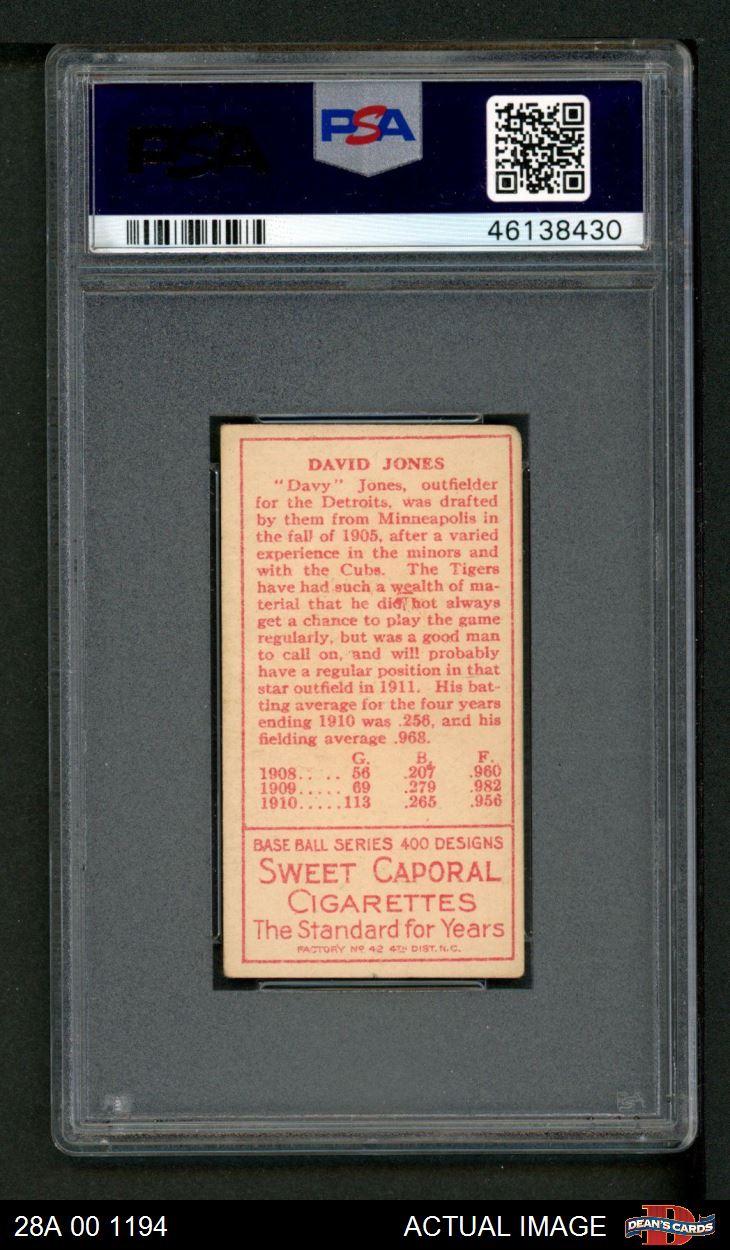 PSA
PSA
46138430
DAVID JONES
"Davy" Jones, outfielder
for the Detroits, was drafted
by them from Minneapolis in
the fall of 1905, after a varied
experience in the minors and
with the Cubs. The Tigers
have had such a wealth of ma-
terial that he did not always
get a chance to play the game
regularly, but was a good man
to call on, and will probably
have a regular position in that
star outfield in 1911. His bat-
ting average for the four years
ending 1910 was .256, and his
fielding average .968.
G. B. F.
1908..... 56 .207 .960
1909..... 69 .279 .982
1910.....113 .265 .956
BASE BALL SERIES 400 DESIGNS
SWEET CAPORAL
CIGARETTES
The Standard for Years
FACTORY Nº 42 4TH DIST. N.C.
28A 00 1194 ACTUAL IMAGE DEAN'S CARDS